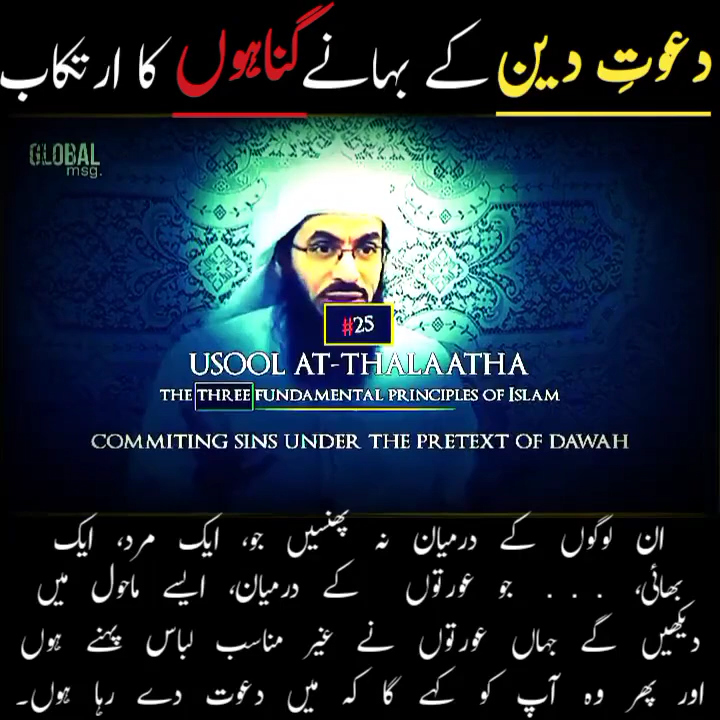 دعوتِ دین کے بہانے گناہوں کا ارتکاب
GLOBAL
msg.
#25
USOOL AT-THALAATHA
THE THREE FUNDAMENTAL PRINCIPLES OF ISLAM
COMMITING SINS UNDER THE PRETEXT OF DAWAH
ان لوگوں کے درمیان نہ پھنسیں جو، ایک مرد، ایک
بھائی، . . . جو عورتوں کے درمیان، ایسے ماحول میں
دیکھیں گے جہاں عورتوں نے غیر مناسب لباس پہنے ہوں
اور پھر وہ آپ کو کہے گا کہ میں دعوت دے رہا ہوں۔